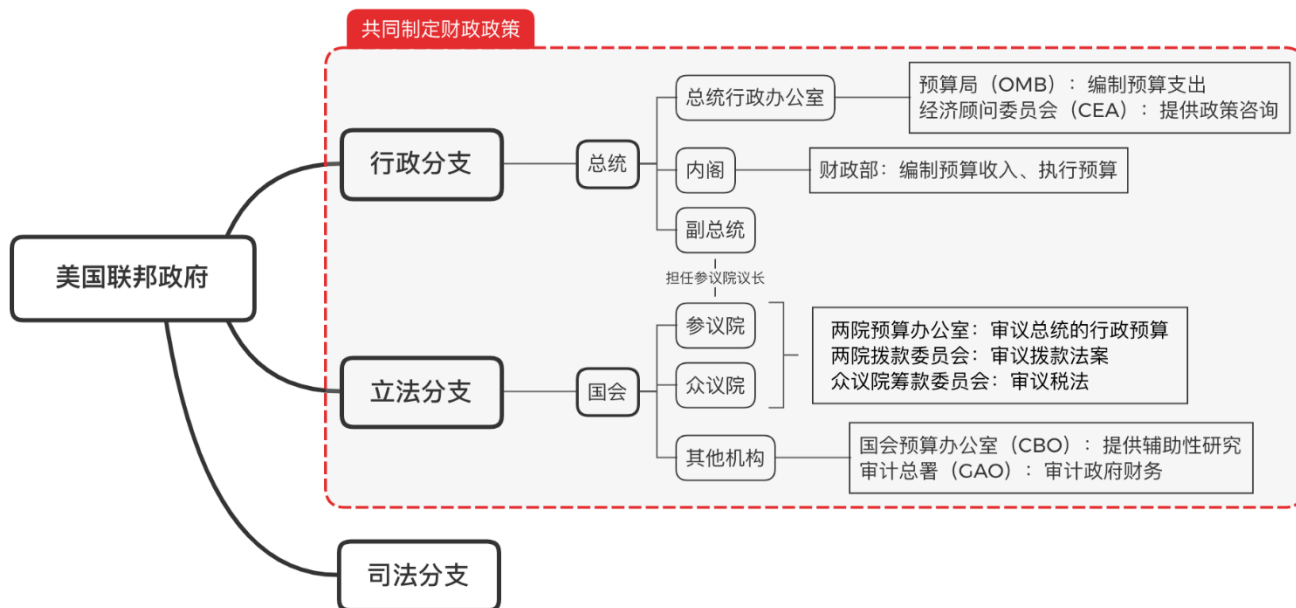 共同制定财政政策
总统行政办公室
预算局（OMB）：编制预算支出
经济顾问委员会（CEA）：提供政策咨询
行政分支
总统
内阁
财政部：编制预算收入、执行预算
副总统
美国联邦政府
担任参议院议长
参议院
两院预算办公室：审议总统的行政预算
两院拨款委员会：审议拨款法案
众议院筹款委员会：审议税法
立法分支
国会
众议院
其他机构
国会预算办公室（CBO）：提供辅助性研究
审计总署（GAO）：审计政府财务
司法分支